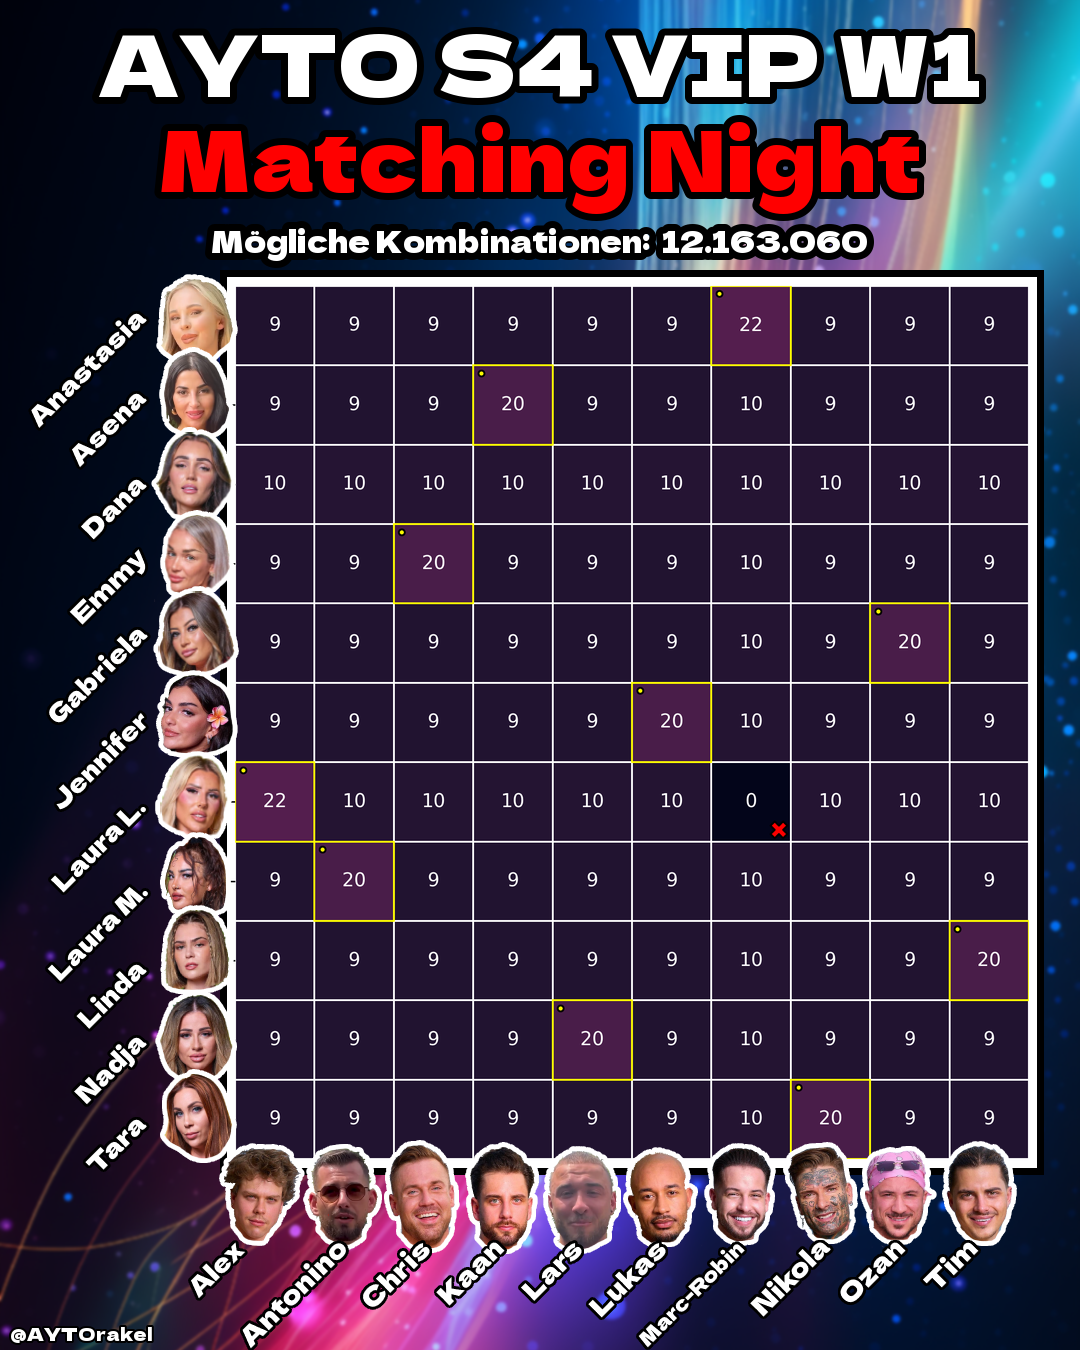 AYTO S4 VIP W1
Matching Night
Mögliche Kombinationen: 12.163.060
Anastasia 9 9 9 9 9 9 22 9 9 9
Asena 9 9 9 20 9 9 10 9 9 9
Dana 10 10 10 10 10 10 10 10 10 10
Emmy 9 9 20 9 9 9 10 9 9 9
Gabriela 9 9 9 9 9 9 10 9 20 9
Jennifer 9 9 9 9 9 20 10 9 9 9
Laura L. 22 10 10 10 10 10 0 10 10 10
Laura M. 9 20 9 9 9 9 10 9 9 9
Linda 9 9 9 9 9 9 10 9 9 20
Nadja 9 9 9 9 20 9 10 9 9 9
Tara 9 9 9 9 9 9 10 20 9 9
Alex Antonino Chris Kaan Lars Lukas Marc-Robin Nikola Ozan Tim
@AYTOrakel